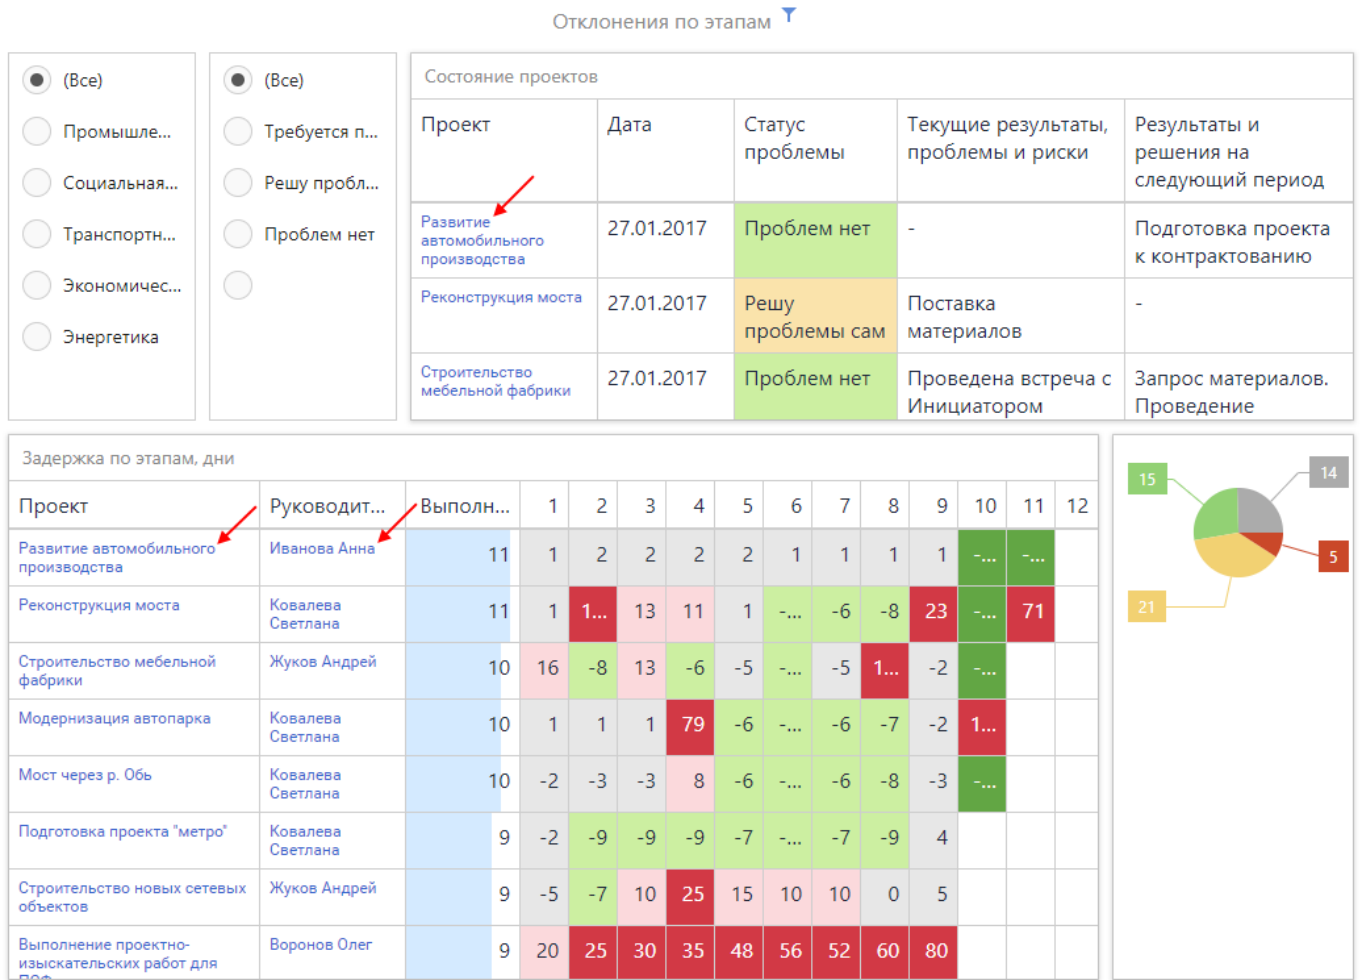 Отклонения по этапам
(Все)
Промышле...
Социальная...
Транспортн...
Экономичес...
Энергетика
(Все)
Требуется п...
Решу пробл...
Проблем нет
Состояние проектов
Проект
Дата
Статус
проблемы
Текущие результаты,
проблемы и риски
Результаты и
решения на
следующий период
Развитие
автомобильного
производства
27.01.2017
Проблем нет
-
Подготовка проекта
к контрактованию
Реконструкция моста
27.01.2017
Решу
проблемы сам
Поставка
материалов
-
Строительство
мебельной фабрики
27.01.2017
Проблем нет
Проведена встреча с
Инициатором
Запрос материалов.
Проведение
Задержка по этапам, дни
Проект Руководит... Выполн... 1 2 3 4 5 6 7 8 9 10 11 12
Развитие автомобильного
производства
Иванова Анна
11 1 2 2 2 2 1 1 1 1 -... -...
Реконструкция моста
Ковалева
Светлана
11 1 1... 13 11 1 -... -6 -8 23 -... 71
Строительство мебельной
фабрики
Жуков Андрей
10 16 -8 13 -6 -5 -... -5 1... -2 -...
Модернизация автопарка
Ковалева
Светлана
10 1 1 1 79 -6 -... -6 -7 -2 1...
Мост через р. Обь
Ковалева
Светлана
10 -2 -3 -3 8 -6 -... -6 -8 -3 -...
Подготовка проекта "метро"
Ковалева
Светлана
9 -2 -9 -9 -9 -7 -... -7 -9 4
Строительство новых сетевых
объектов
Жуков Андрей
9 -5 -7 10 25 15 10 10 0 5
Выполнение проектно-
изыскательских работ для
Воронов Олег
9 20 25 30 35 48 56 52 60 80
15
14
5
21